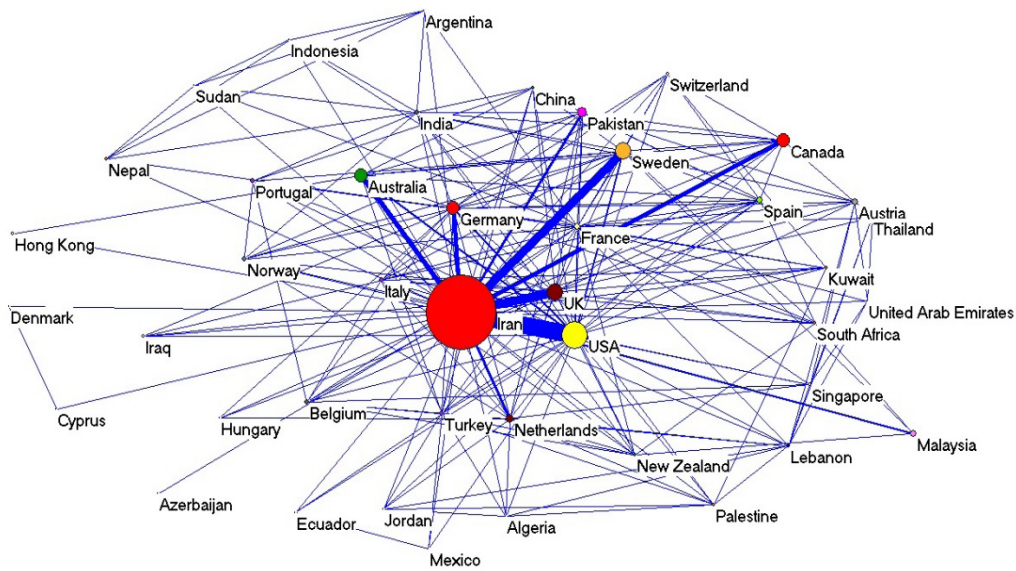 Argentina
Indonesia
Switzerland
Sudan
China
India
Pakistan
Canada
Nepal
Sweden
Portugal
Australia
Spain
Austria
Germany
Thailand
Hong Kong
France
Norway
Kuwait
Italy
UK
United Arab Emirates
Denmark
Iran
South Africa
Iraq
USA
Singapore
Cyprus
Belgium
Hungary
Turkey
Netherlands
Malaysia
Lebanon
New Zealand
Azerbaijan
Palestine
Ecuador
Jordan
Algeria
Mexico